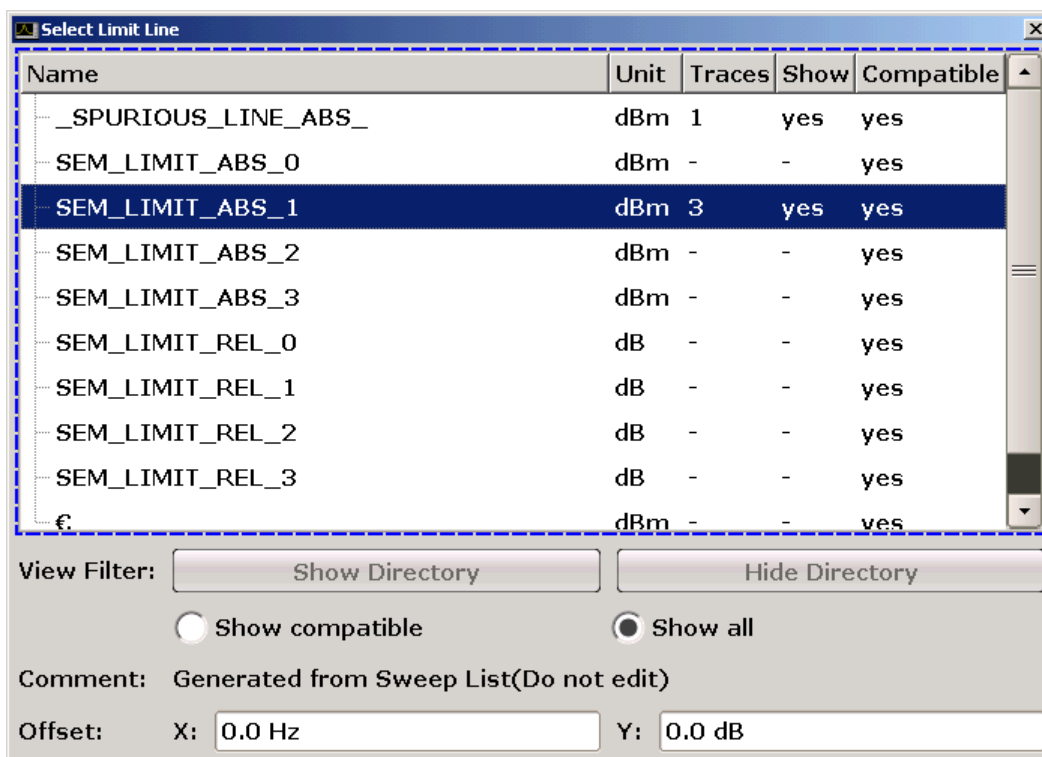 Select Limit Line
Name Unit Traces Show Compatible
_SPURIOUS_LINE_ABS_ dBm 1 yes yes
SEM_LIMIT_ABS_0 dBm - - yes
SEM_LIMIT_ABS_1 dBm 3 yes yes
SEM_LIMIT_ABS_2 dBm - - yes
SEM_LIMIT_ABS_3 dBm - - yes
SEM_LIMIT_REL_0 dB - - yes
SEM_LIMIT_REL_1 dB - - yes
SEM_LIMIT_REL_2 dB - - yes
SEM_LIMIT_REL_3 dB - - yes
dBm - - yes
View Filter: Show Directory Hide Directory
Show compatible Show all
Comment: Generated from Sweep List(Do not edit)
Offset: X: 0.0 Hz Y: 0.0 dB